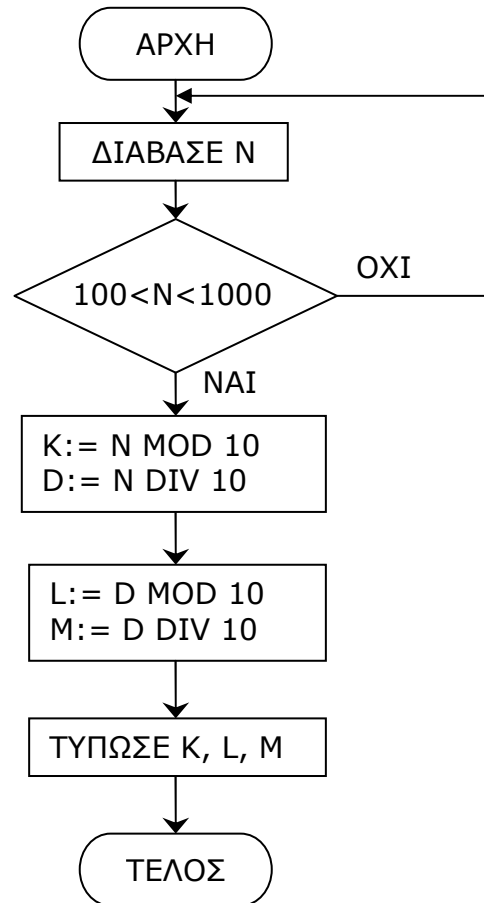 ΑΡΧΗ
ΔΙΑΒΑΣΕ Ν
100<N<1000
ΟΧΙ
ΝΑΙ
K:= N MOD 10
D:= N DIV 10
L:= D MOD 10
M:= D DIV 10
ΤΥΠΩΣΕ K, L, M
ΤΕΛΟΣ